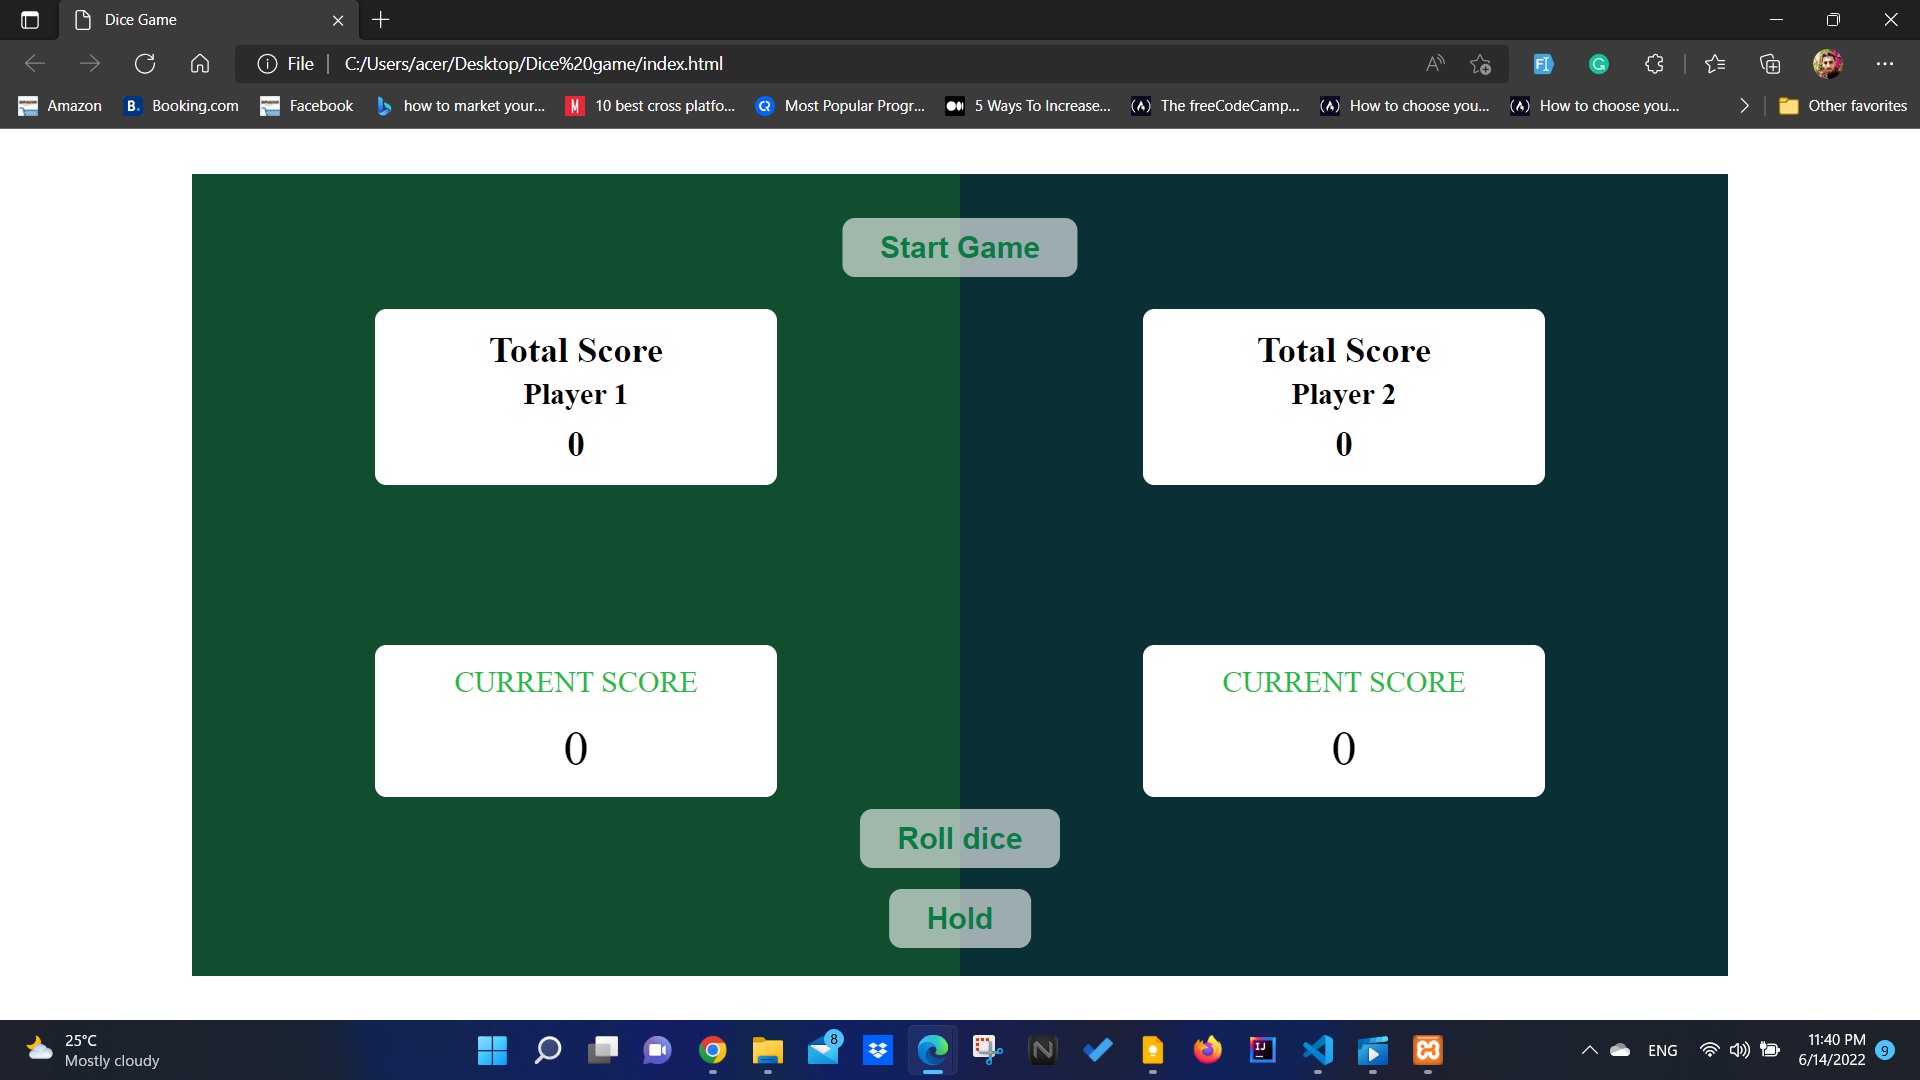 Dice Game
File
C:/Users/acer/Desktop/Dice%20game/index.html
Amazon
B. Booking.com
Facebook
how to market your...
M 10 best cross platfo...
Most Popular Progr...
5 Ways To Increase...
The freeCodeCamp...
How to choose you...
How to choose you...
Other favorites
Start Game
Total Score
Player 1
0
Total Score
Player 2
0
CURRENT SCORE
0
CURRENT SCORE
0
Roll dice
Hold
25°C
Mostly cloudy
8
ENG
11:40 PM
6/14/2022
9